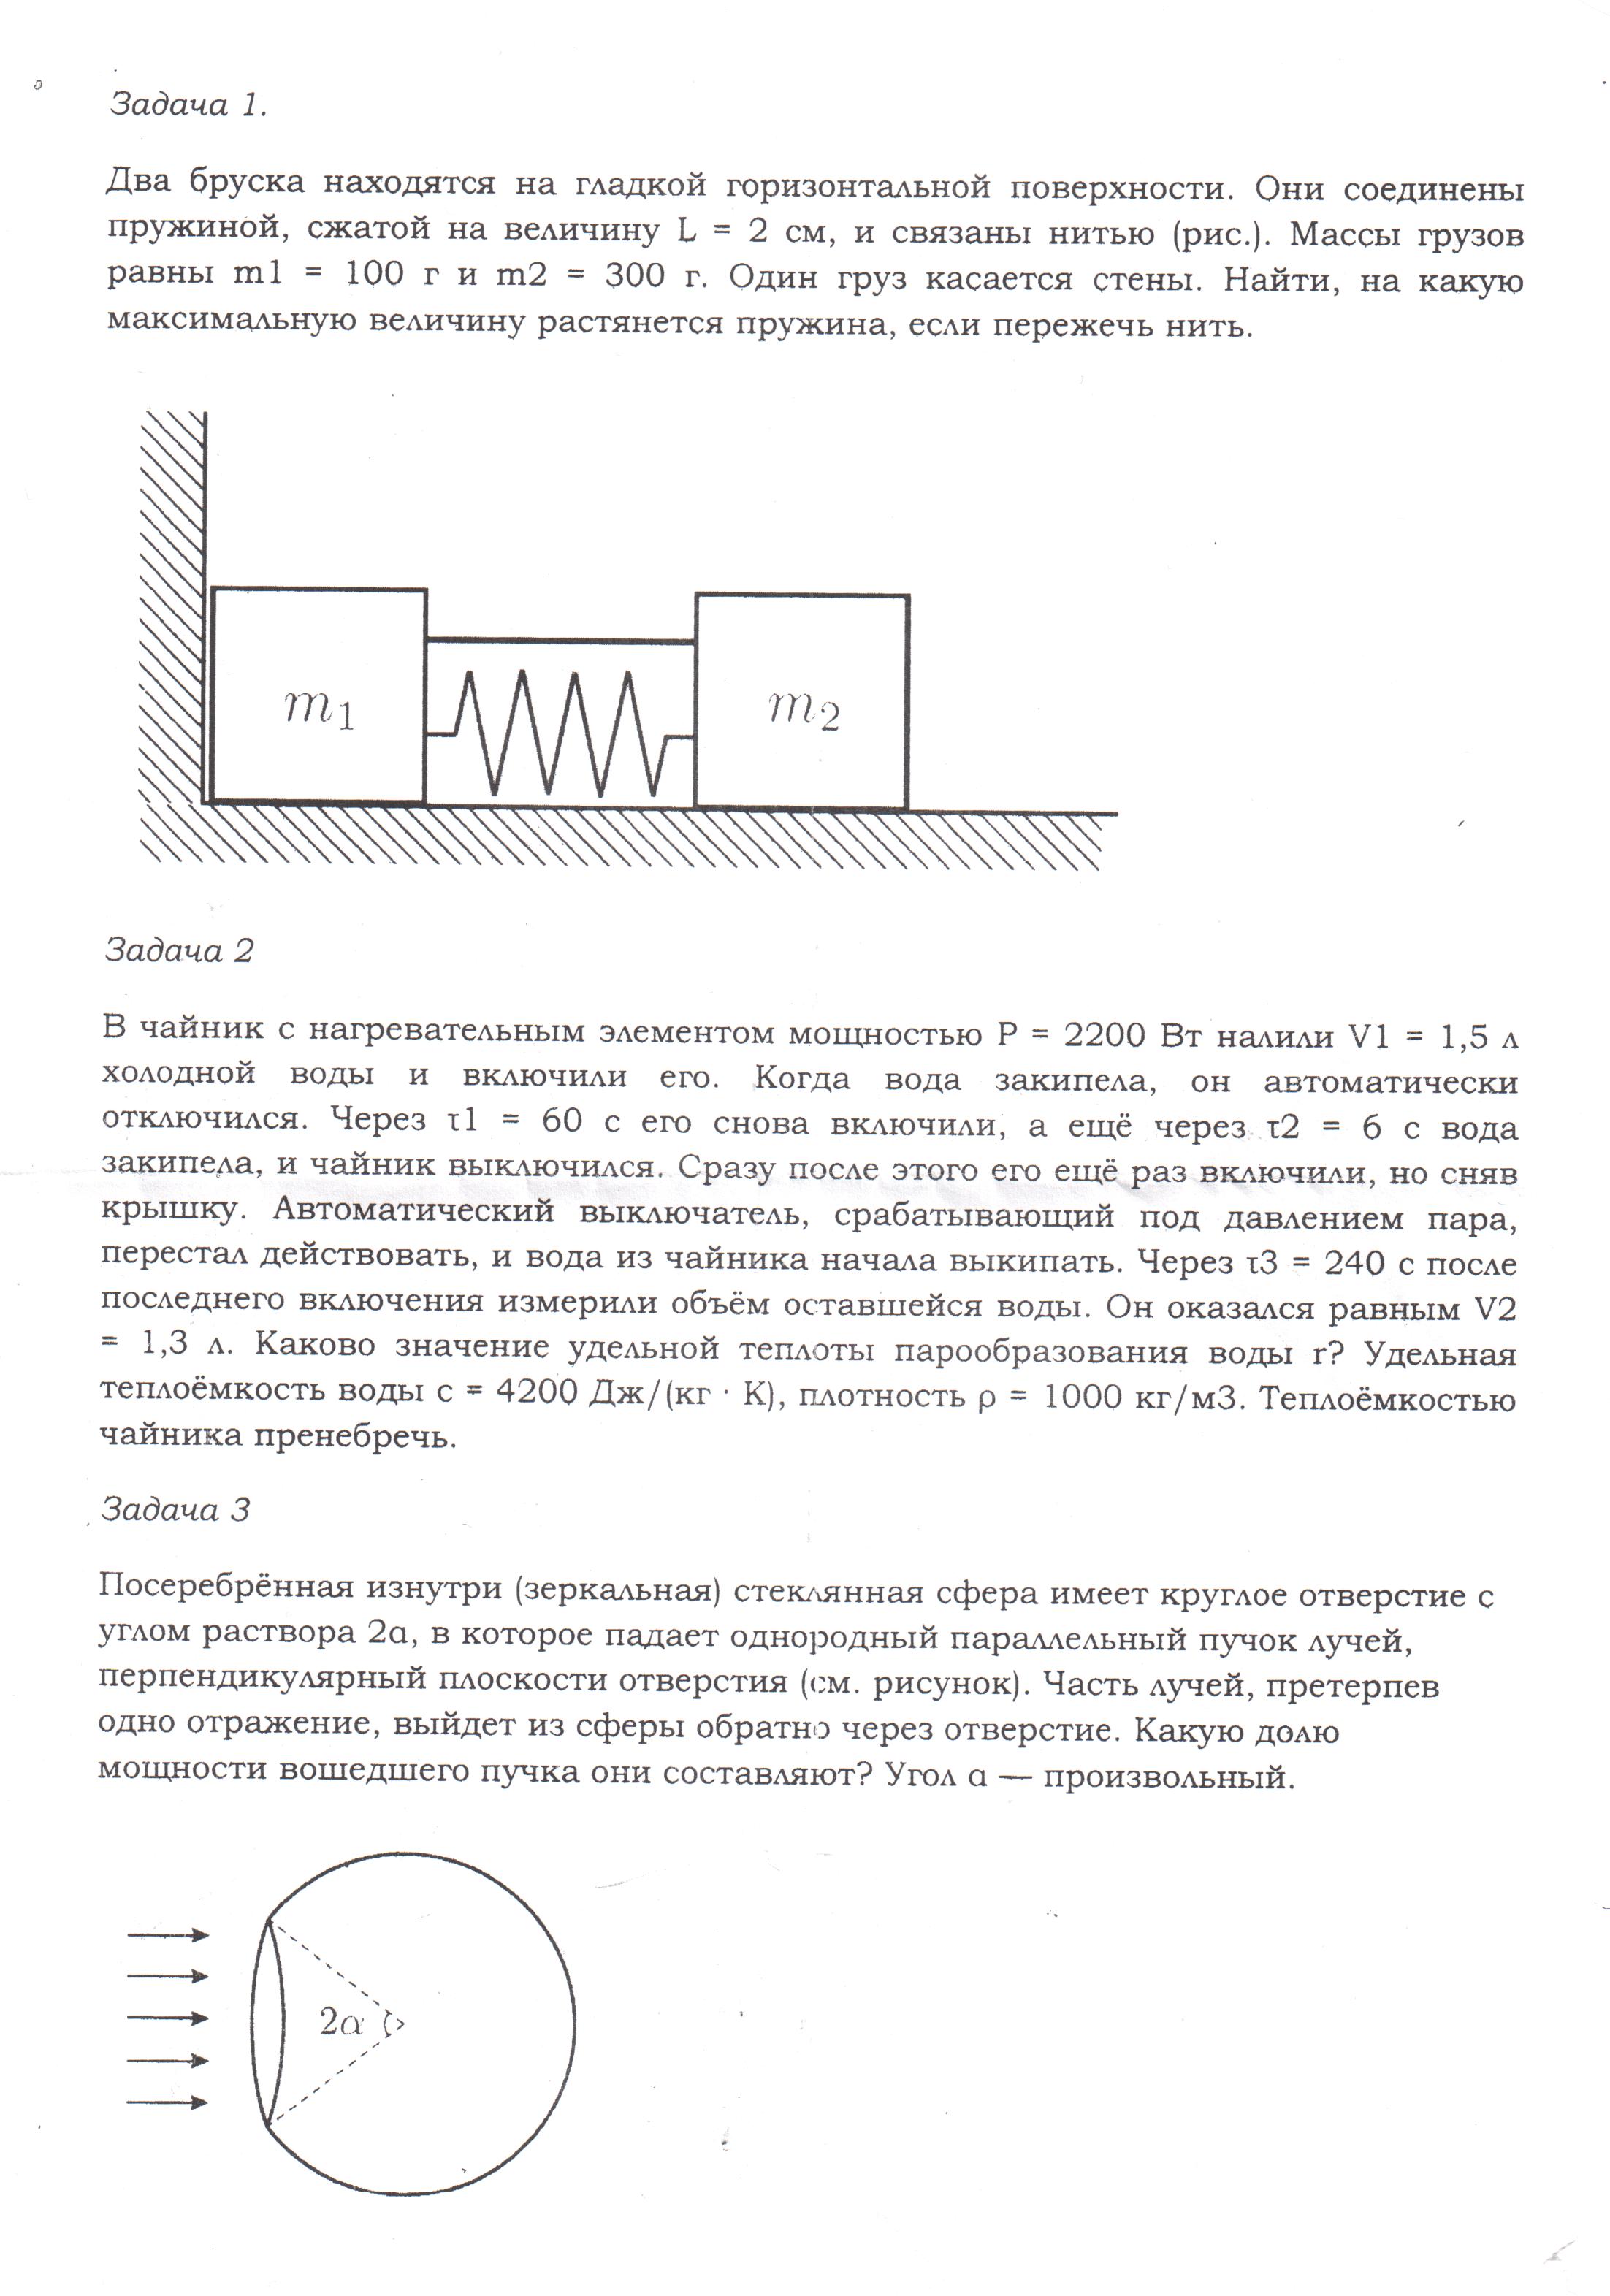 Задача 1.
Два бруска находятся на гладкой горизонтальной поверхности. Они соединены
пружиной, сжатой на величину L = 2 см, и связаны нитью (рис.). Массы грузов
равны m1 = 100 г и m2 = 300 г. Один груз касается стены. Найти, на какую
максимальную величину растянется пружина, если пережечь нить.
m1
m2
Задача 2
В чайник с нагревательным элементом мощностью P = 2200 Вт налили V1 = 1,5 л
холодной воды и включили его. Когда вода закипела, он автоматически
отключился. Через τ1 = 60 с его снова включили, а ещё через τ2 = 6 с вода
закипела, и чайник выключился. Сразу после этого его ещё раз включили, но сняв
крышку. Автоматический выключатель, срабатывающий под давлением пара,
перестал действовать, и вода из чайника начала выкипать. Через τ3 = 240 с после
последнего включения измерили объём оставшейся воды. Он оказался равным V2
= 1,3 л. Каково значение удельной теплоты парообразования воды r? Удельная
теплоёмкость воды c = 4200 Дж/(кг · К), плотность ρ = 1000 кг/м3. Теплоёмкостью
чайника пренебречь.
Задача 3
Посеребрённая изнутри (зеркальная) стеклянная сфера имеет круглое отверстие с
углом раствора 2α, в которое падает однородный параллельный пучок лучей,
перпендикулярный плоскости отверстия (см. рисунок). Часть лучей, претерпев
одно отражение, выйдет из сферы обратно через отверстие. Какую долю
мощности вошедшего пучка они составляют? Угол α — произвольный.
2α